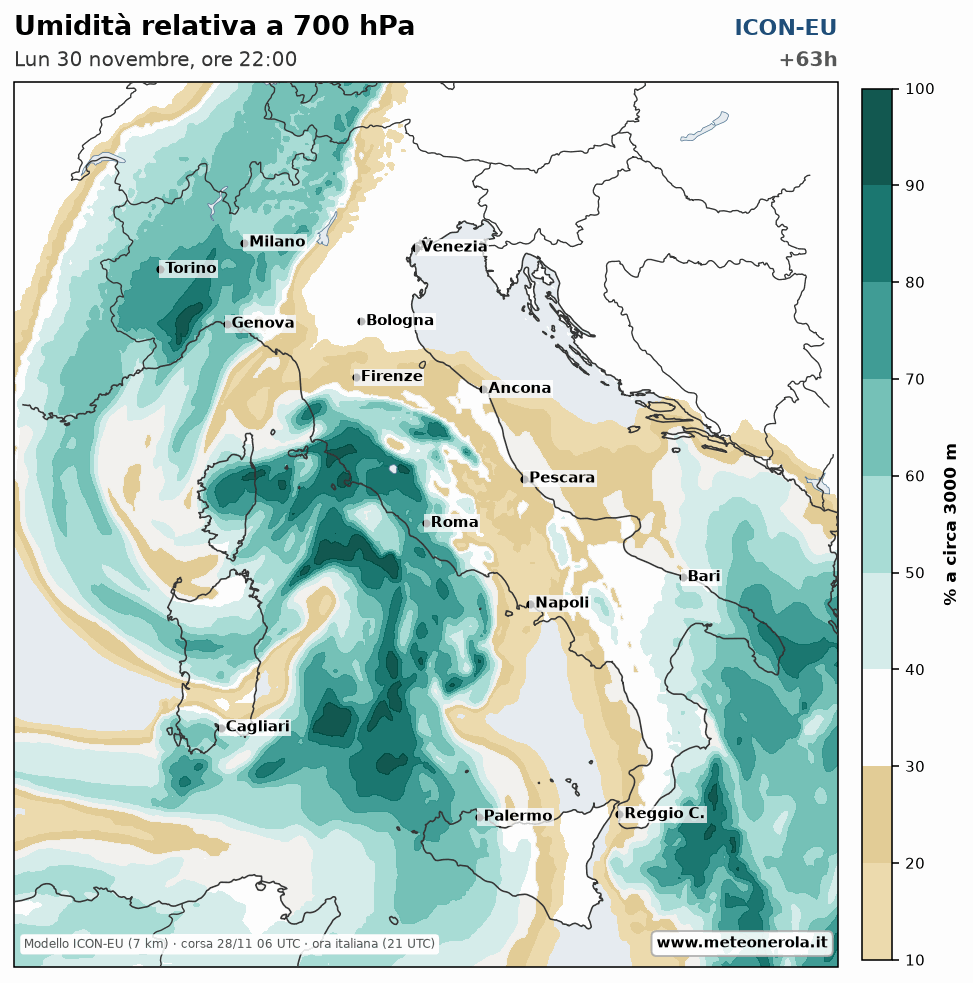 Umidità relativa a 700 hPa
ICON-EU
Lun 30 novembre, ore 22:00
+63h
100
90
80
70
60
50
40
30
20
10
% a circa 3000 m
Milano
Venezia
Torino
Genova
Bologna
Firenze
Ancona
Pescara
Roma
Bari
Napoli
Cagliari
Palermo
Reggio C.
Modello ICON-EU (7 km) · corsa 28/11 06 UTC · ora italiana (21 UTC)
www.meteonerola.it